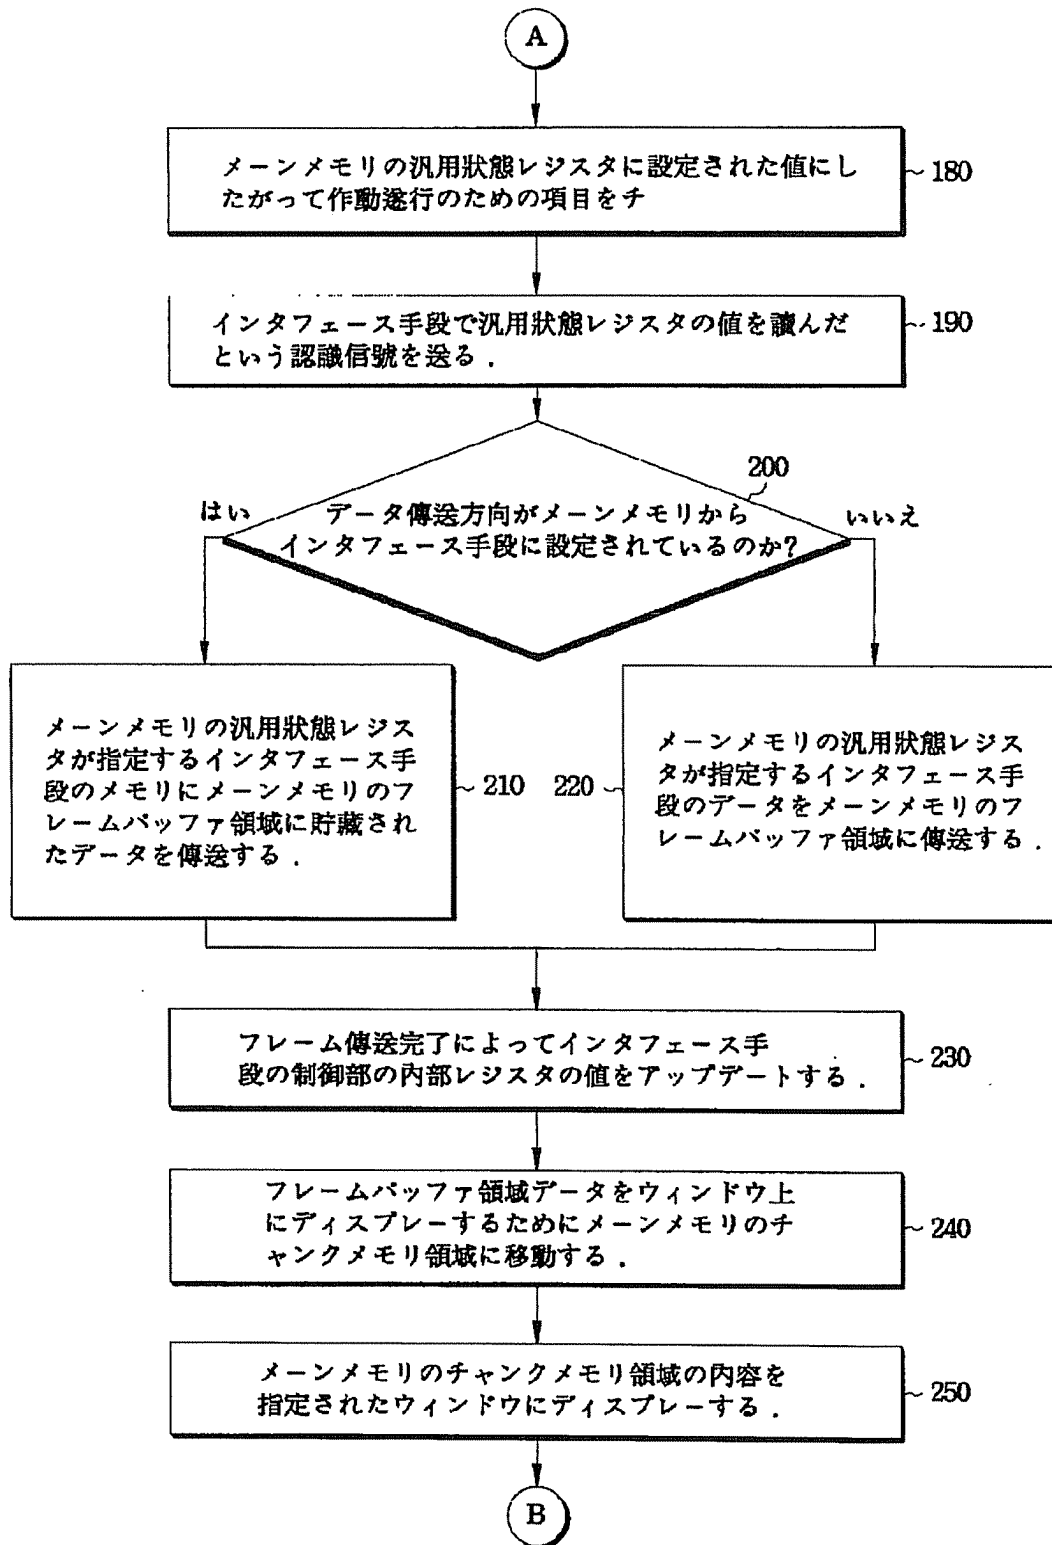 A
メーンメモリの汎用狀態レジスタに設定された値にし
たがって作動遂行のための項目をチ
180
インタフェース手段で汎用狀態レジスタの値を讀んだ
という認識信號を送る．
190
200
はい
データ傳送方向がメーンメモリから
インタフェース手段に設定されているのか?
いいえ
メーンメモリの汎用狀態レジス
タが指定するインタフェース手
段のメモリにメーンメモリのフ
レームバッファ領域に貯藏され
たデータを傳送する．
210
220
メーンメモリの汎用狀態レジス
タが指定するインタフェース手
段のデータをメーンメモリのフ
レームバッファ領域に傳送する．
フレーム傳送完了によってインタフェース手
段の制御部の内部レジスタの値をアップデートする．
230
フレームバッファ領域データをウィンドウ上
にディスプレーするためにメーンメモリのチ
ャンクメモリ領域に移動する．
240
メーンメモリのチャンクメモリ領域の内容を
指定されたウィンドウにディスプレーする．
250
B